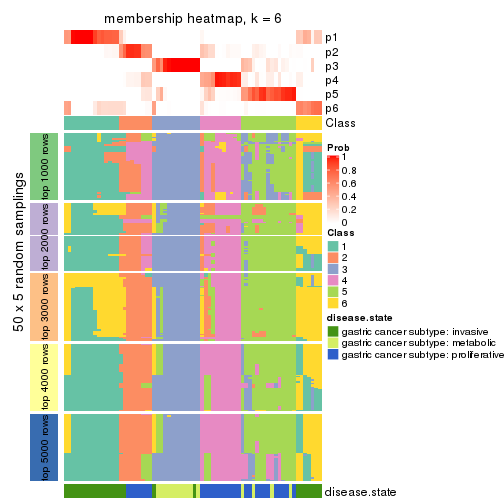 membership heatmap, k = 6
p1
p2
p3
p4
p5
p6
Class
50 x 5 random samplings
top 1000 rows
top 2000 rows
top 3000 rows
top 4000 rows
top 5000 rows
disease.state
Prob
1
0.8
0.6
0.4
0.2
0
Class
1
2
3
4
5
6
disease.state
gastric cancer subtype: invasive
gastric cancer subtype: metabolic
gastric cancer subtype: proliferative